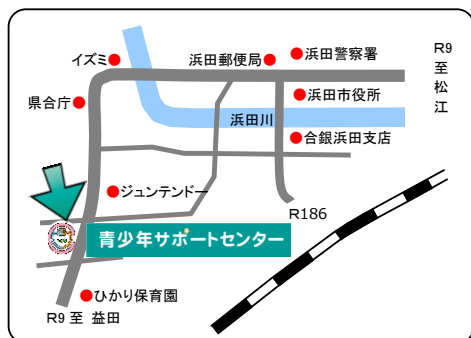 イズミ
浜田郵便局
浜田警察署
R9
至
松
江
県合庁
浜田市役所
浜田川
合銀浜田支店
ジュンテンドー
R186
青少年サポートセンター
ひかり保育園
R9 至 益田